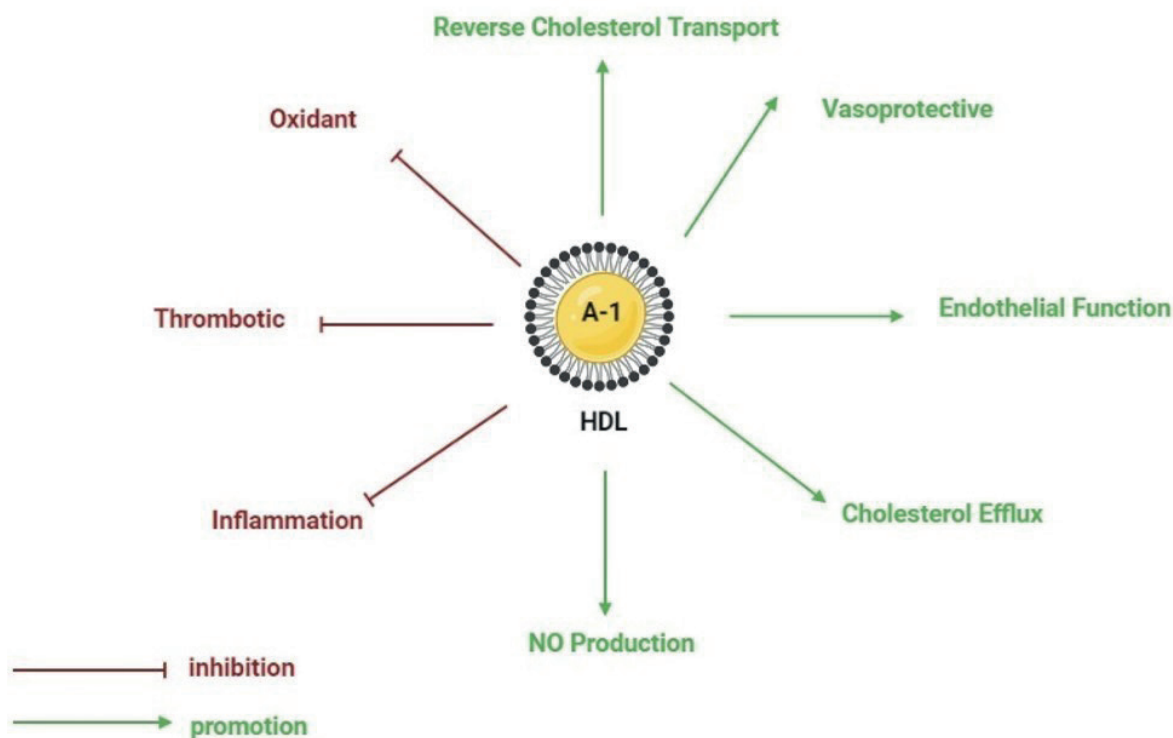 Reverse Cholesterol Transport
Oxidant
Vasoprotective
Thrombotic
A-1
Endothelial Function
HDL
Inflammation
Cholesterol Efflux
NO Production
inhibition
promotion